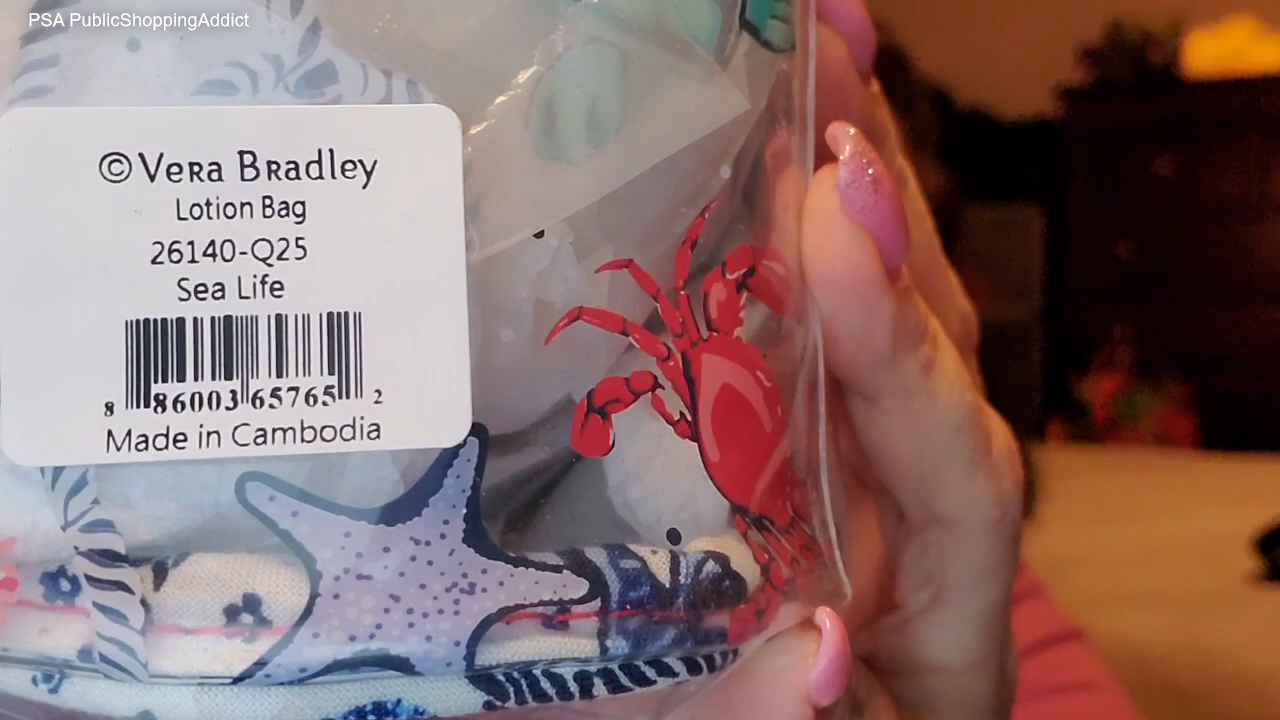 PSA PublicShoppingAddict
© Vera Bradley
Lotion Bag
26140-Q25
Sea Life
8 86003 65765 2
Made in Cambodia